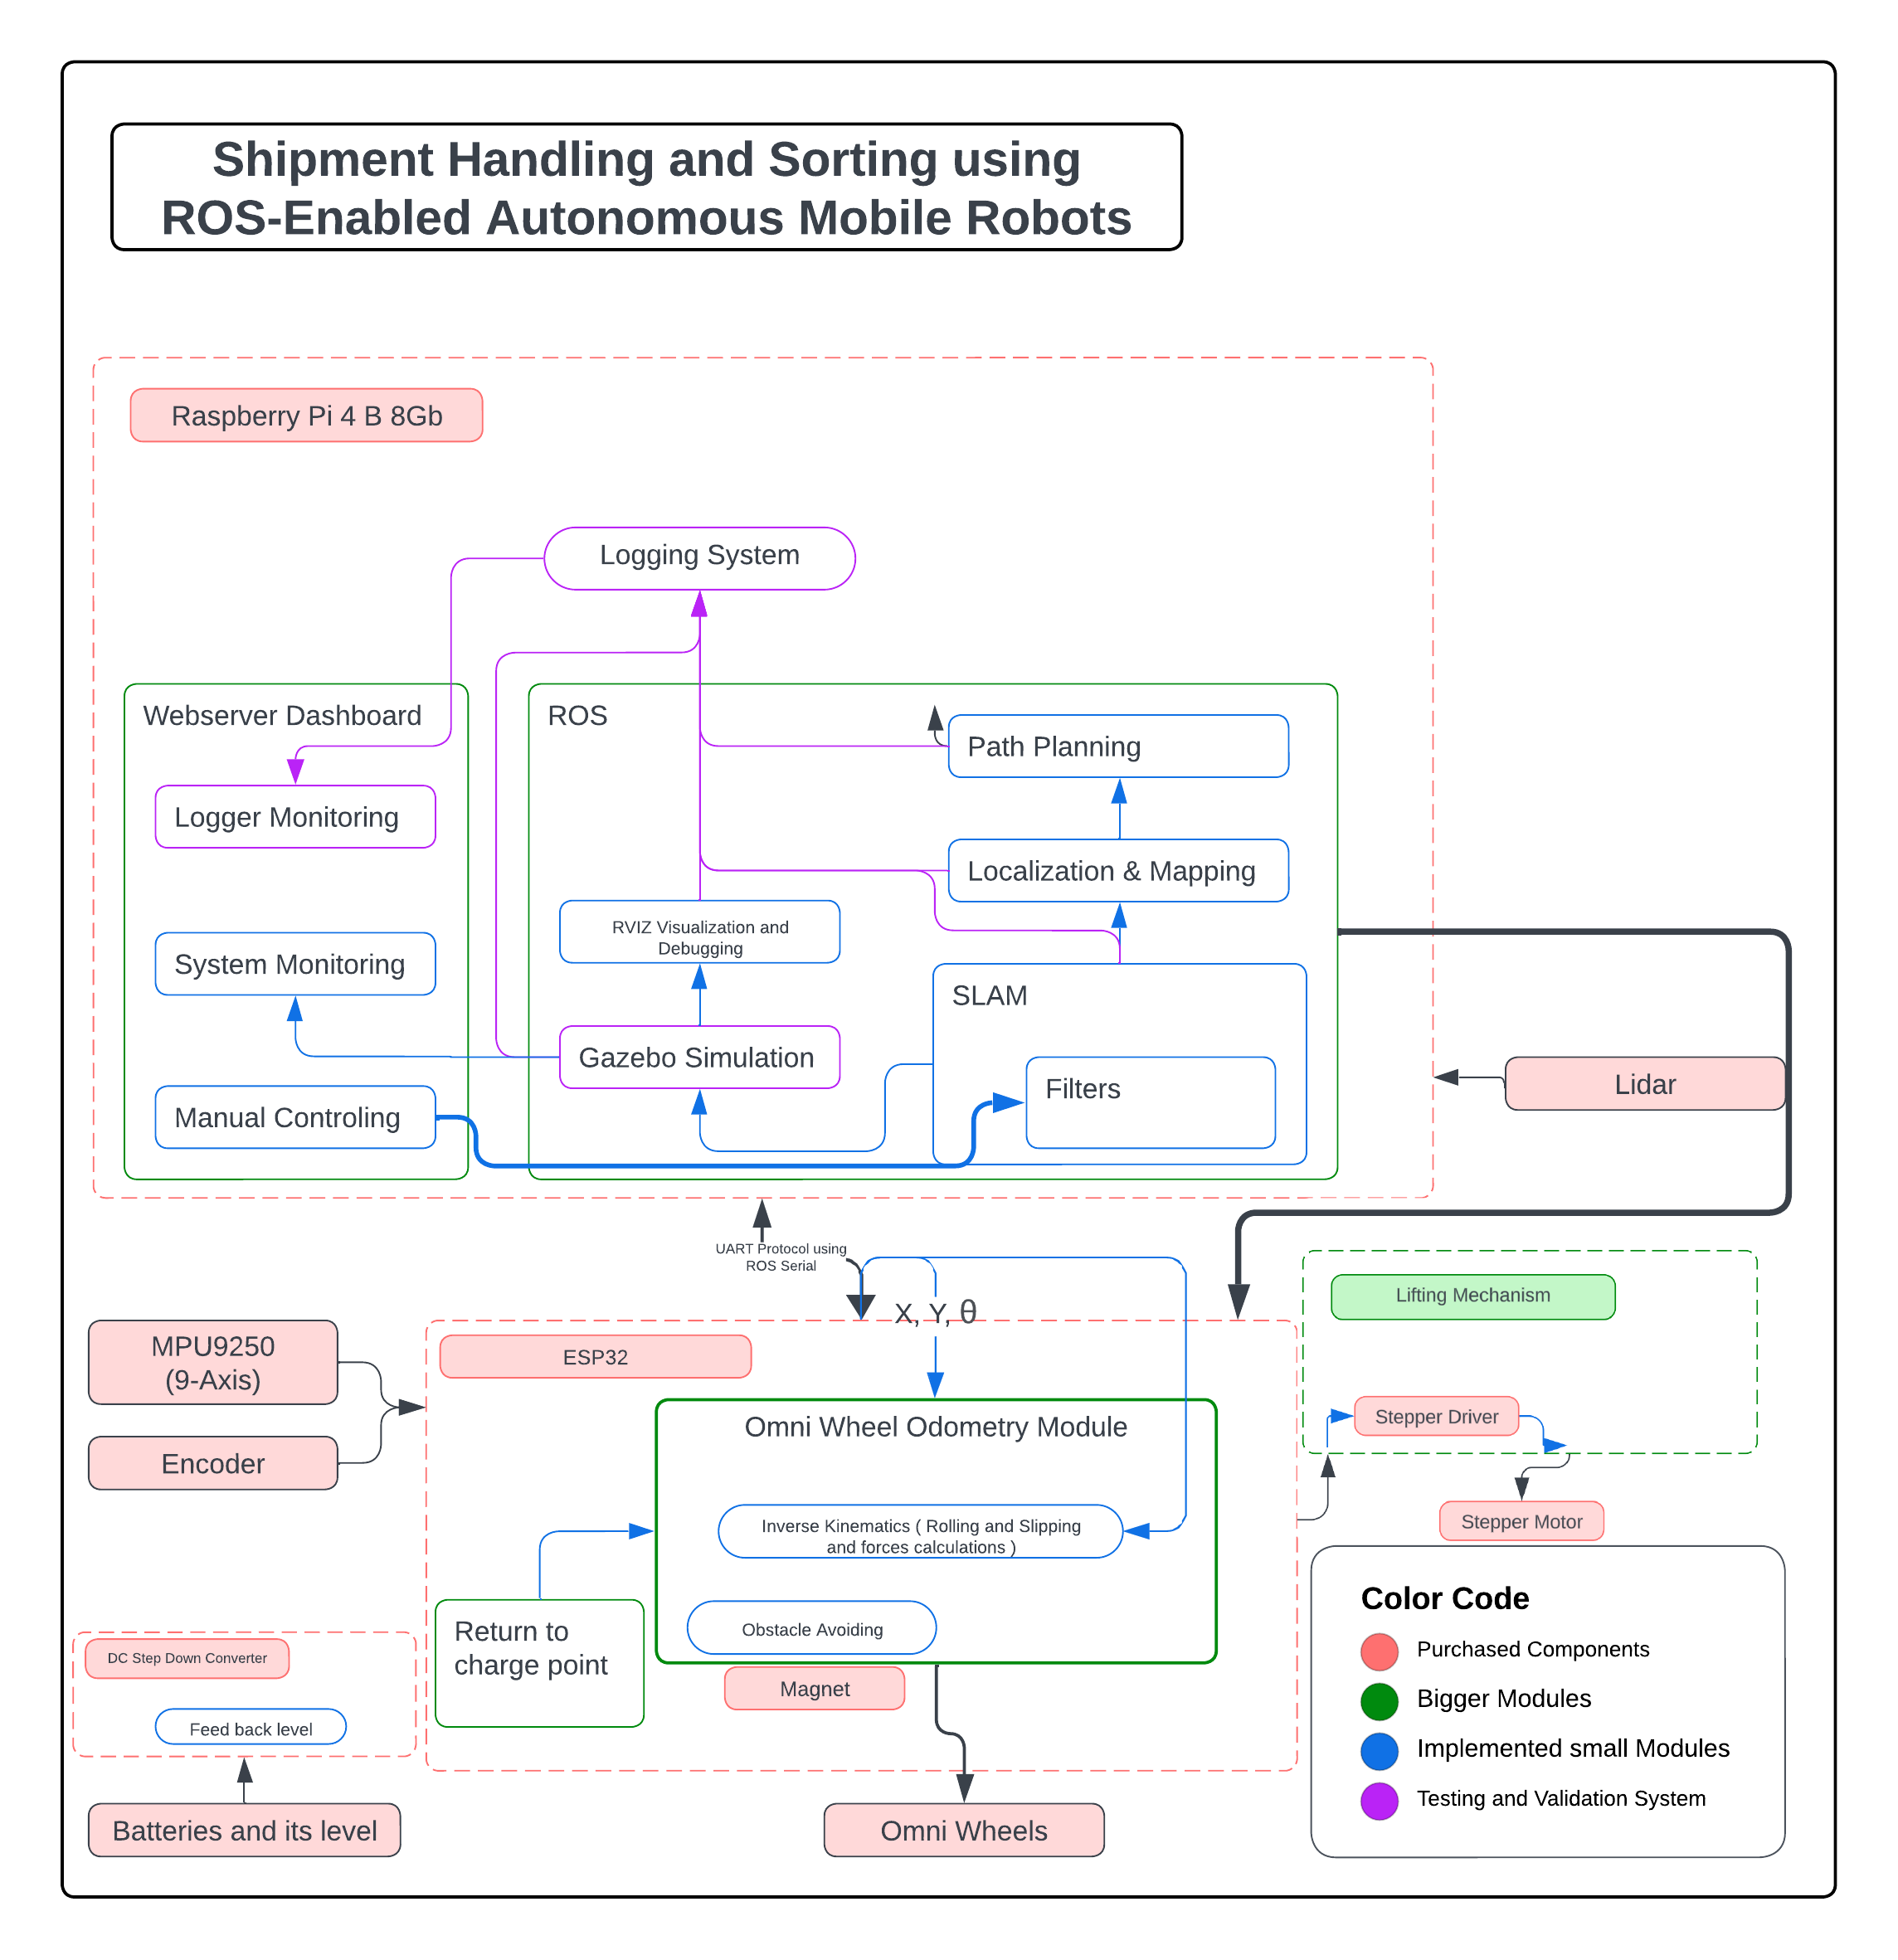 Shipment Handling and Sorting using
ROS-Enabled Autonomous Mobile Robots
Raspberry Pi 4 B 8Gb
Logging System
Webserver Dashboard
Logger Monitoring
System Monitoring
Manual Controling
ROS
Path Planning
Localization & Mapping
RVIZ Visualization and
Debugging
SLAM
Gazebo Simulation
Filters
Lidar
UART Protocol using
ROS Serial
X, Y, θ
Lifting Mechanism
Stepper Driver
Stepper Motor
MPU9250
(9-Axis)
Encoder
ESP32
Omni Wheel Odometry Module
Inverse Kinematics ( Rolling and Slipping
and forces calculations )
Obstacle Avoiding
Return to
charge point
Magnet
DC Step Down Converter
Feed back level
Batteries and its level
Omni Wheels
Color Code
Purchased Components
Bigger Modules
Implemented small Modules
Testing and Validation System